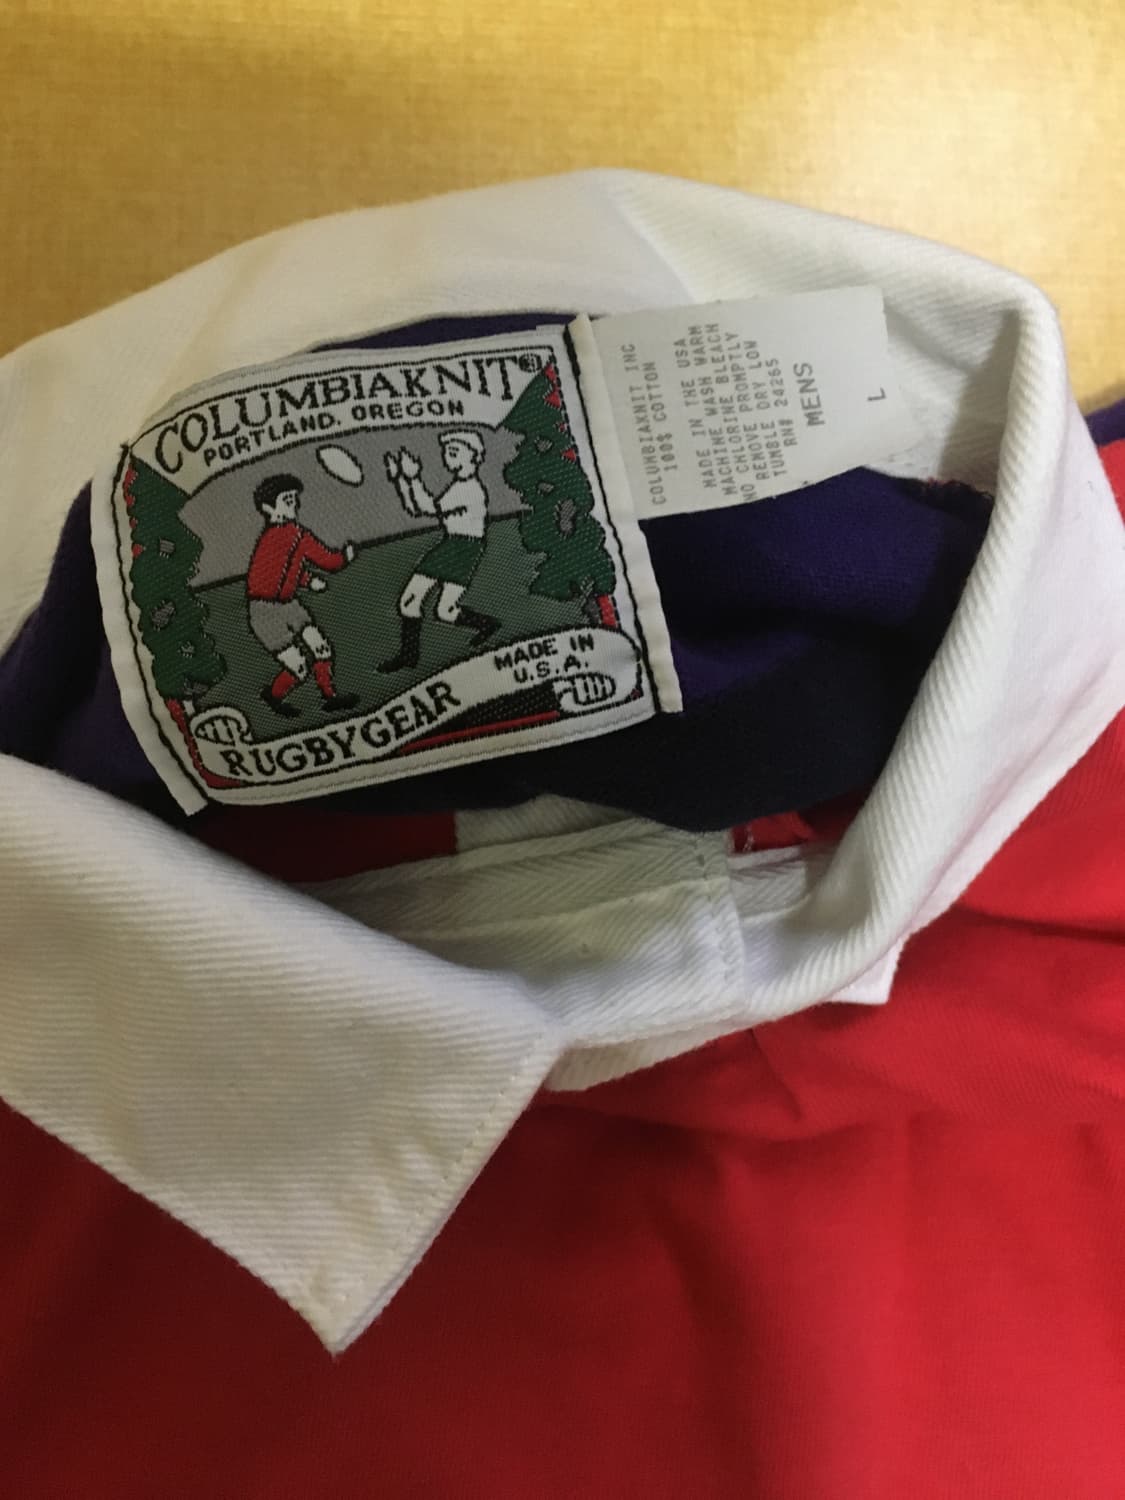 COLUMBIAKNIT®
PORTLAND, OREGON
MADE IN
U.S.A.
RUGBYGEAR
COLUMBIAKNIT INC
100% COTTON
MADE IN THE USA
MACHINE WASH WARM
NO CHLORINE BLEACH
REMOVE PROMPTLY
TUMBLE DRY LOW
RN# 24265
MENS
L